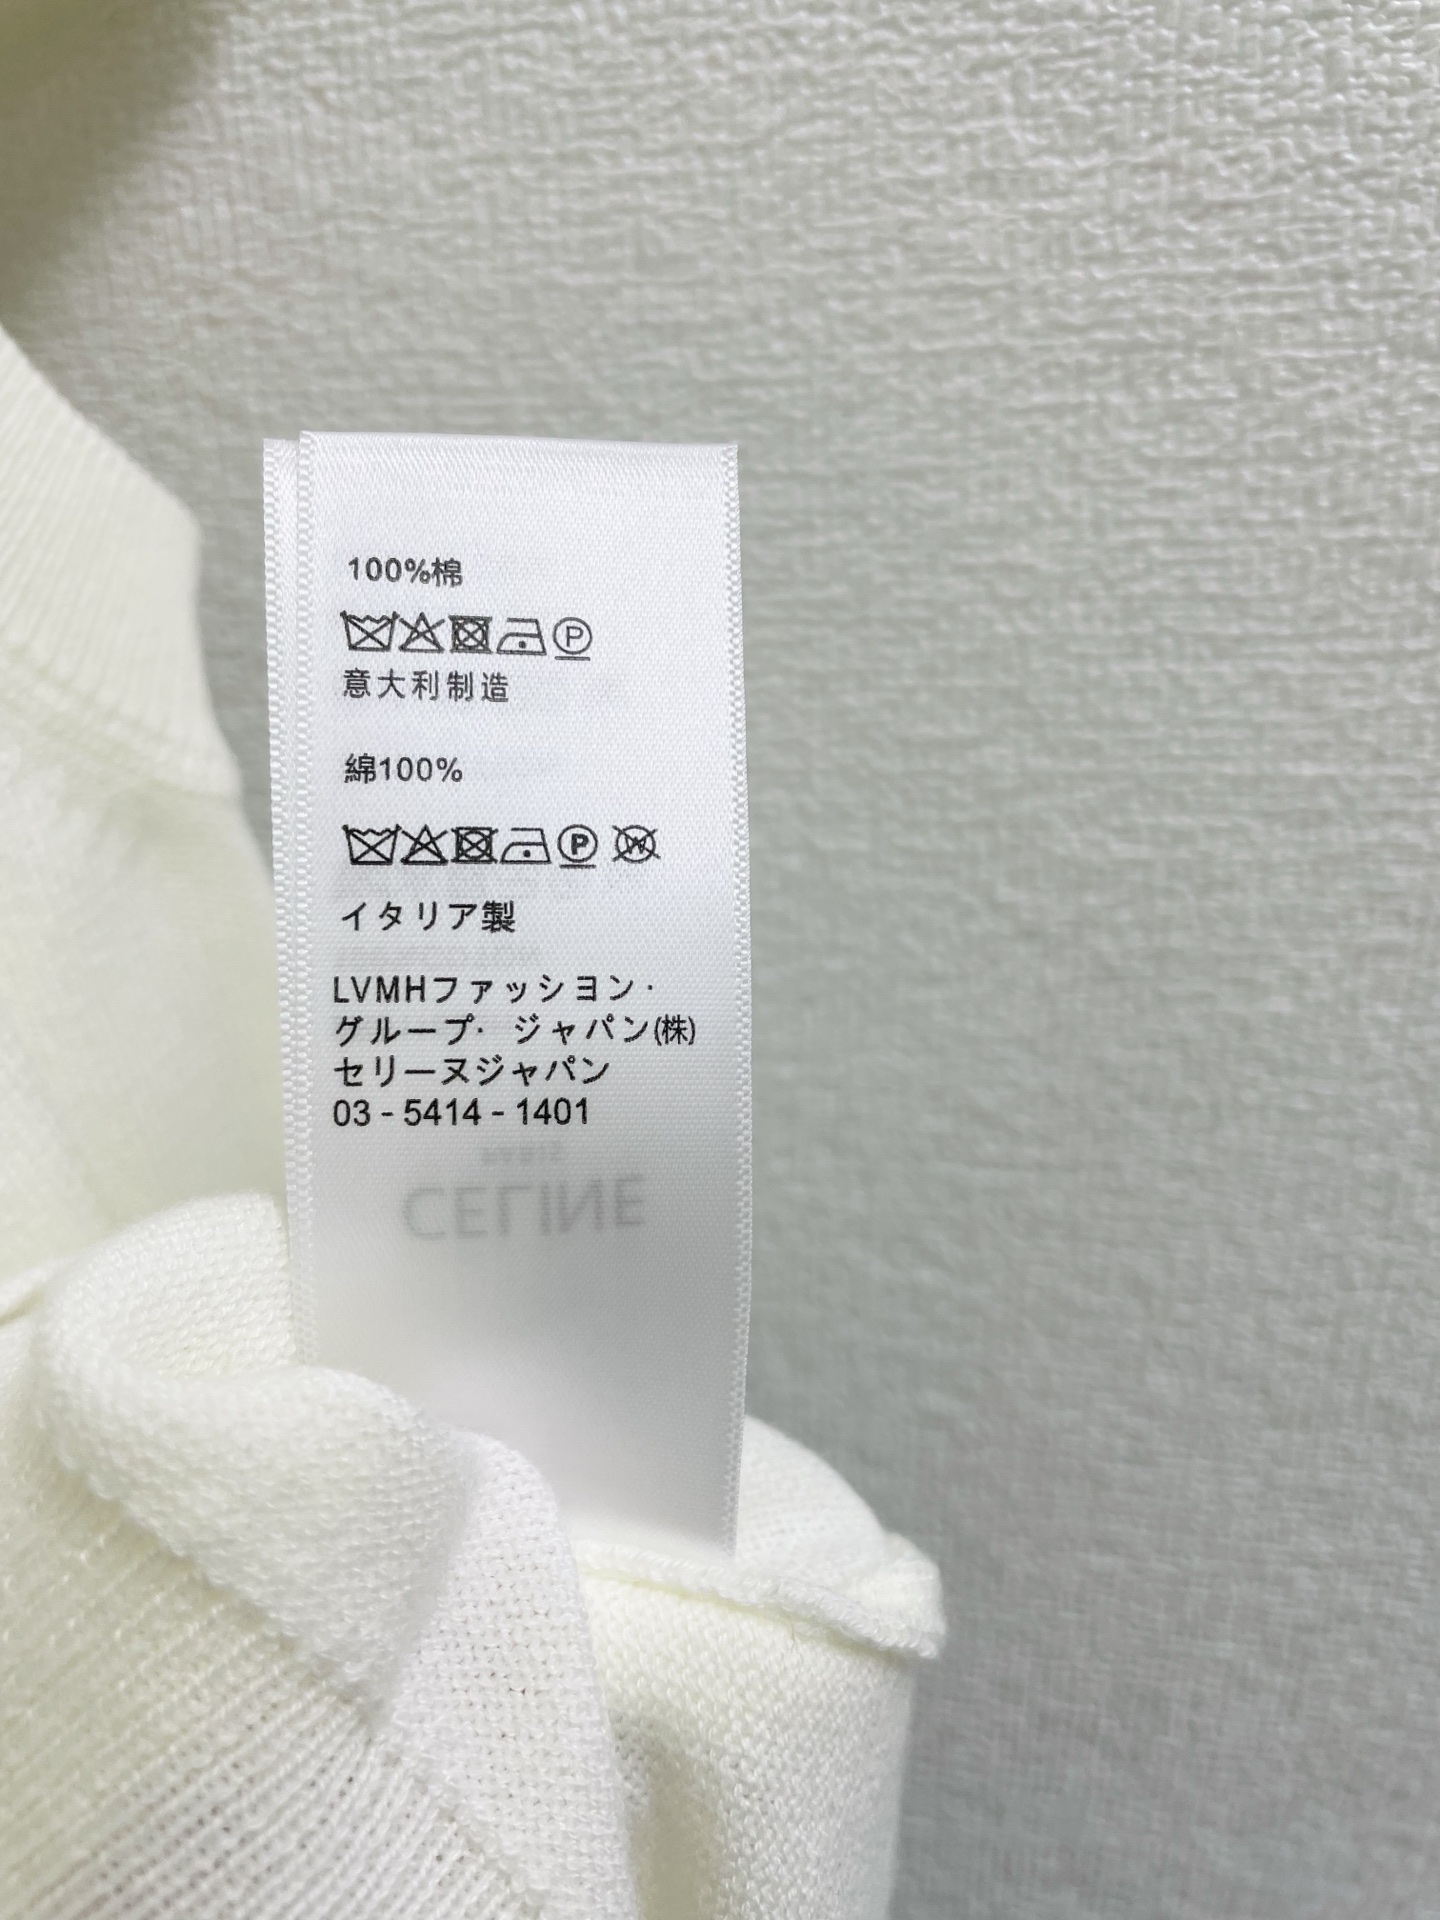 100%棉
意大利制造
綿100%
P W
イタリア製
LVMHファッション・
グループ・ ジャパン(株)
セリーヌジャパン
03 - 5414 - 1401
PARIS
CELINE